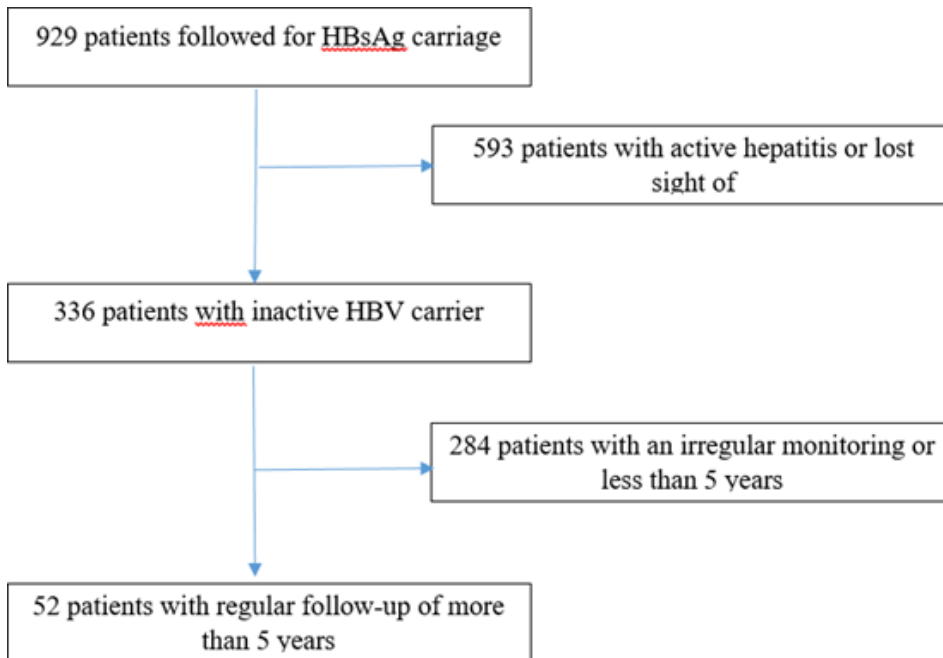 929 patients followed for HBsAg carriage
593 patients with active hepatitis or lost
sight of
336 patients with inactive HBV carrier
284 patients with an irregular monitoring or
less than 5 years
52 patients with regular follow-up of more
than 5 years